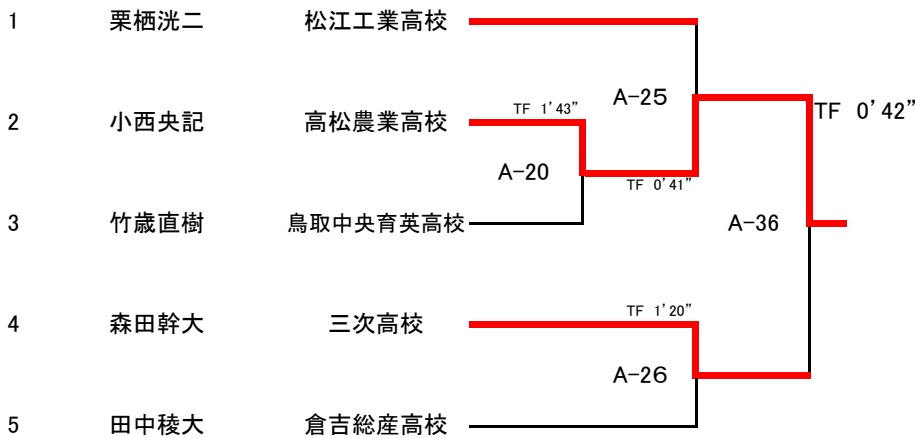 1 栗栖洸二 松江工業高校
A-25
TF 0'42”
2 小西央記 高松農業高校 TF 1'43”
A-20
TF 0'41”
3 竹歳直樹 鳥取中央育英高校
A-36
4 森田幹大 三次高校 TF 1'20”
A-26
5 田中稜大 倉吉総産高校